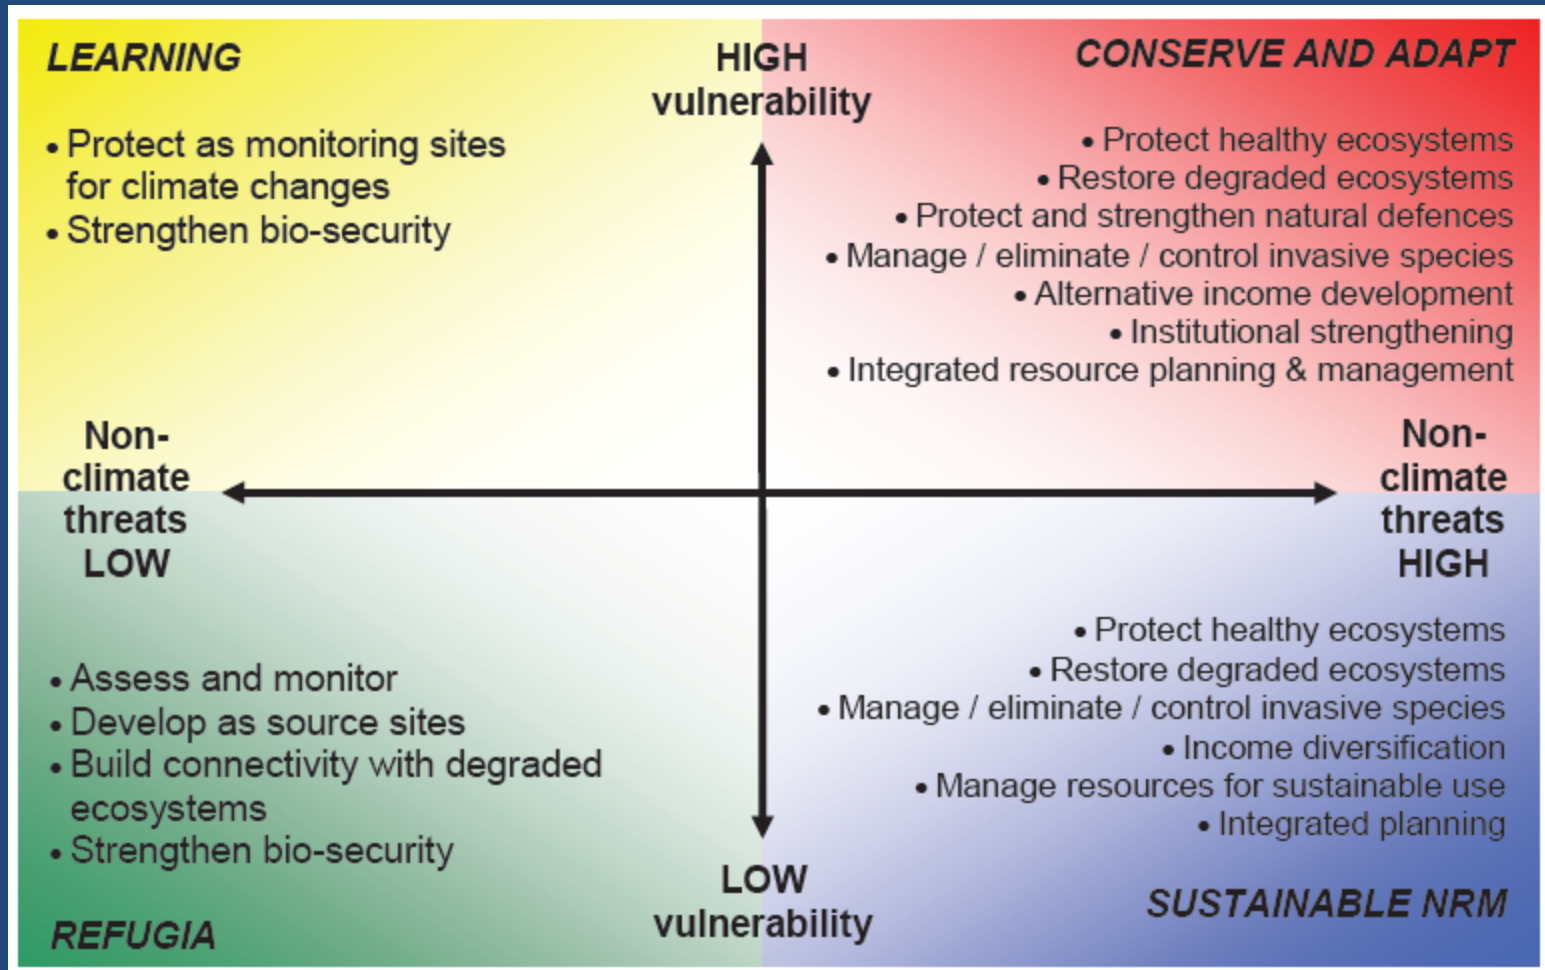 LEARNING
• Protect as monitoring sites
for climate changes
• Strengthen bio-security
HIGH
vulnerability
CONSERVE AND ADAPT
• Protect healthy ecosystems
• Restore degraded ecosystems
• Protect and strengthen natural defences
• Manage / eliminate / control invasive species
• Alternative income development
• Institutional strengthening
• Integrated resource planning & management
Non-
climate
threats
LOW
Non-
climate
threats
HIGH
• Assess and monitor
• Develop as source sites
• Build connectivity with degraded
ecosystems
• Strengthen bio-security
REFUGIA
LOW
vulnerability
• Protect healthy ecosystems
• Restore degraded ecosystems
• Manage / eliminate / control invasive species
• Income diversification
• Manage resources for sustainable use
• Integrated planning
SUSTAINABLE NRM